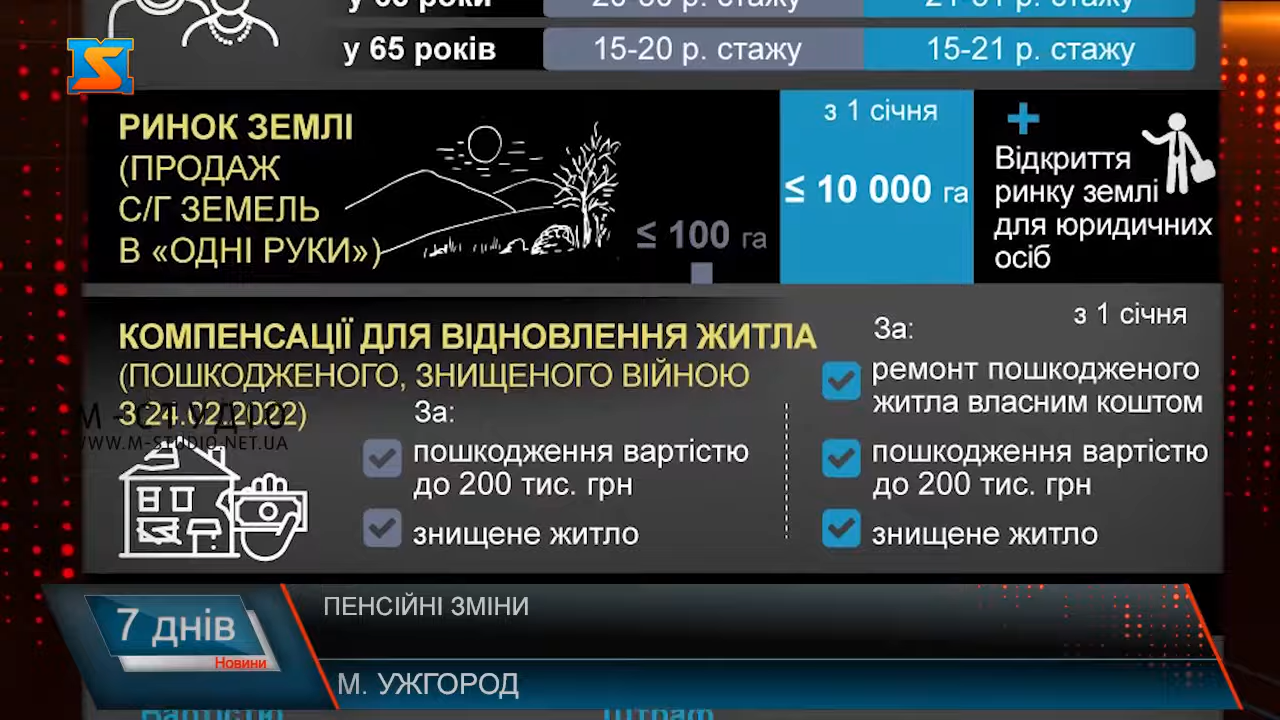 у 65 років
15-20 р. стажу
15-21 р. стажу
РИНОК ЗЕМЛІ
(ПРОДАЖ
С/Г ЗЕМЕЛЬ
В «ОДНІ РУКИ»)
≤ 100 га
з 1 січня
≤ 10 000 га
+
Відкриття
ринку землі
для юридичних
осіб
КОМПЕНСАЦІЇ ДЛЯ ВІДНОВЛЕННЯ ЖИТЛА
(ПОШКОДЖЕНОГО, ЗНИЩЕНОГО ВІЙНОЮ
З 24.02.2022)
М - СТУДІО
WWW.M-STUDIO.NET.UA
За:
пошкодження вартістю
до 200 тис. грн
знищене житло
з 1 січня
За:
ремонт пошкодженого
житла власним коштом
пошкодження вартістю
до 200 тис. грн
знищене житло
7 днів
Новини
ПЕНСІЙНІ ЗМІНИ
М. УЖГОРОД